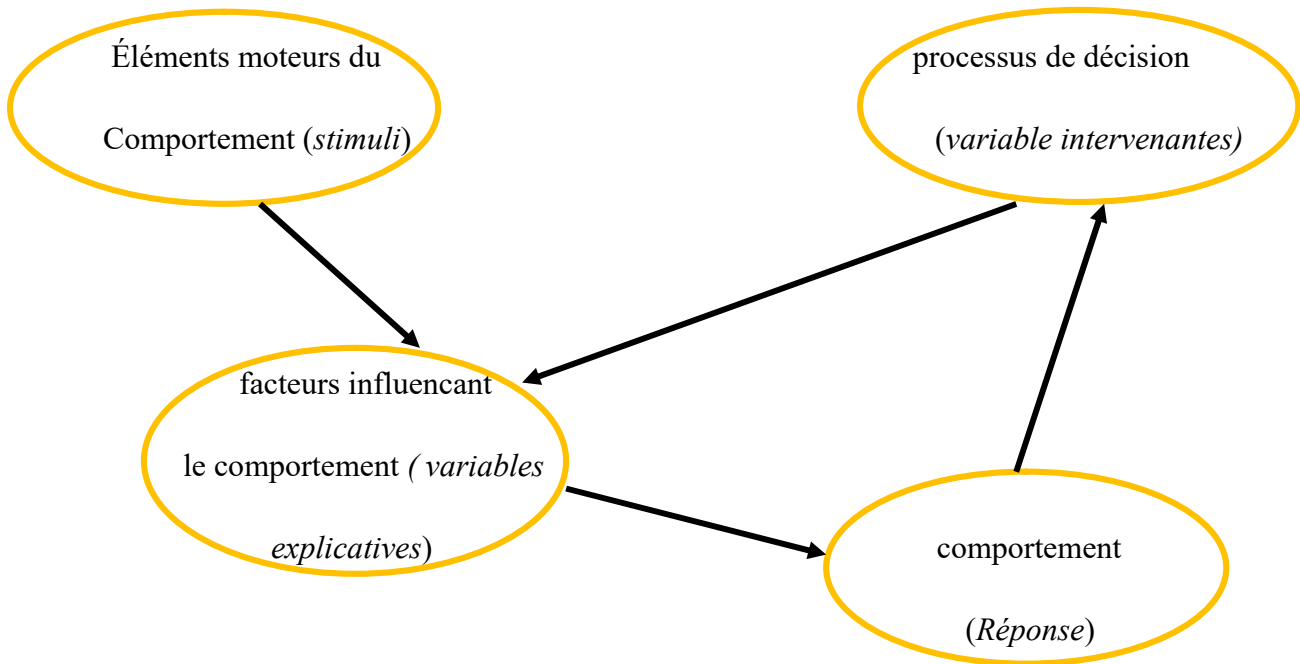 Éléments moteurs du
Comportement (stimuli)
processus de décision
(variable intervenantes)
facteurs influencant
le comportement ( variables
explicatives)
comportement
(Réponse)